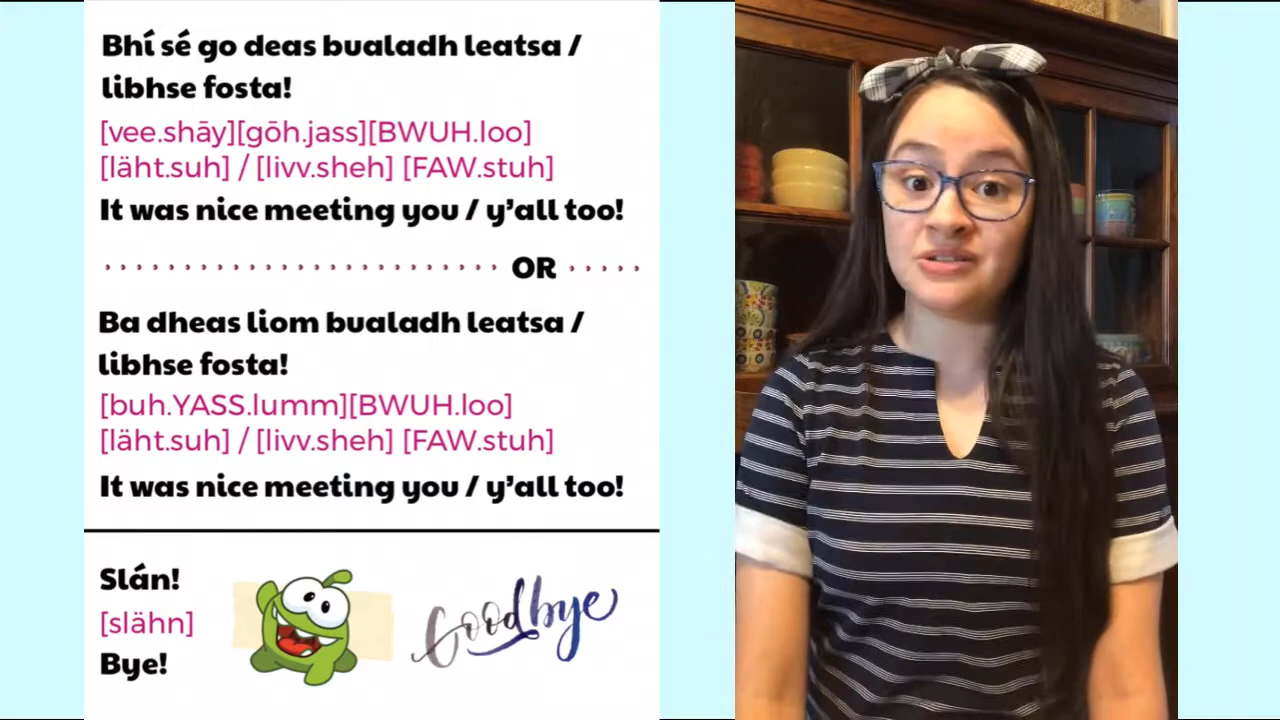 Bhí sé go deas bualadh leatsa /
libhse fosta!
[vee.shāy][gōh.jass][BWUH.loo]
[läht.suh] / [livv.sheh] [FAW.stuh]
It was nice meeting you / y'all too!
OR
Ba dheas liom bualadh leatsa /
libhse fosta!
[buh.YASS.lumm][BWUH.loo]
[läht.suh] / [livv.sheh] [FAW.stuh]
It was nice meeting you / y'all too!
Slán!
[slähn]
Bye!
Goodbye